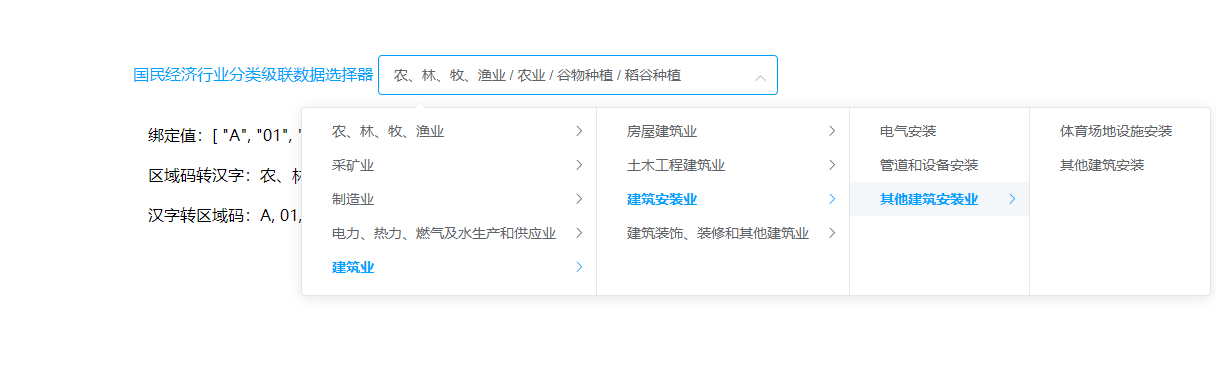 国民经济行业分类级联数据选择器
农、林、牧、渔业 / 农业 / 谷物种植 / 稻谷种植
绑定值：[ "A", "01", "
区域码转汉字：农、林
汉字转区域码：A, 01,
农、林、牧、渔业
采矿业
制造业
电力、热力、燃气及水生产和供应业
建筑业
房屋建筑业
土木工程建筑业
建筑安装业
建筑装饰、装修和其他建筑业
电气安装
管道和设备安装
其他建筑安装业
体育场地设施安装
其他建筑安装